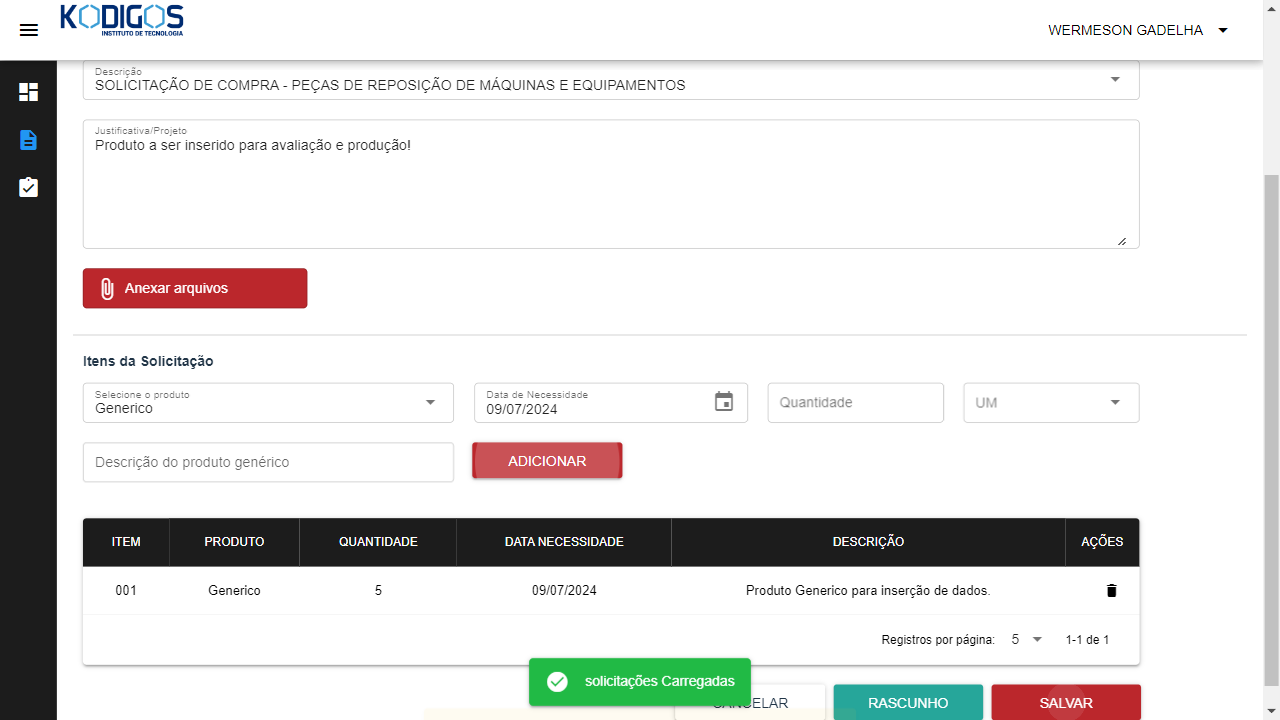 KODIGOS
INSTITUTO DE TECNOLOGIA
WERMESON GADELHA
Descrição
SOLICITAÇÃO DE COMPRA - PEÇAS DE REPOSIÇÃO DE MÁQUINAS E EQUIPAMENTOS
Justificativa/Projeto
Produto a ser inserido para avaliação e produção!
Anexar arquivos
Itens da Solicitação
Selecione o produto
Generico
Data de Necessidade
09/07/2024
Quantidade
UM
Descrição do produto genérico
ADICIONAR
ITEM PRODUTO QUANTIDADE DATA NECESSIDADE DESCRIÇÃO AÇÕES
001 Generico 5 09/07/2024 Produto Generico para inserção de dados.
Registros por página: 5 1-1 de 1
solicitações Carregadas
CANCELAR RASCUNHO SALVAR